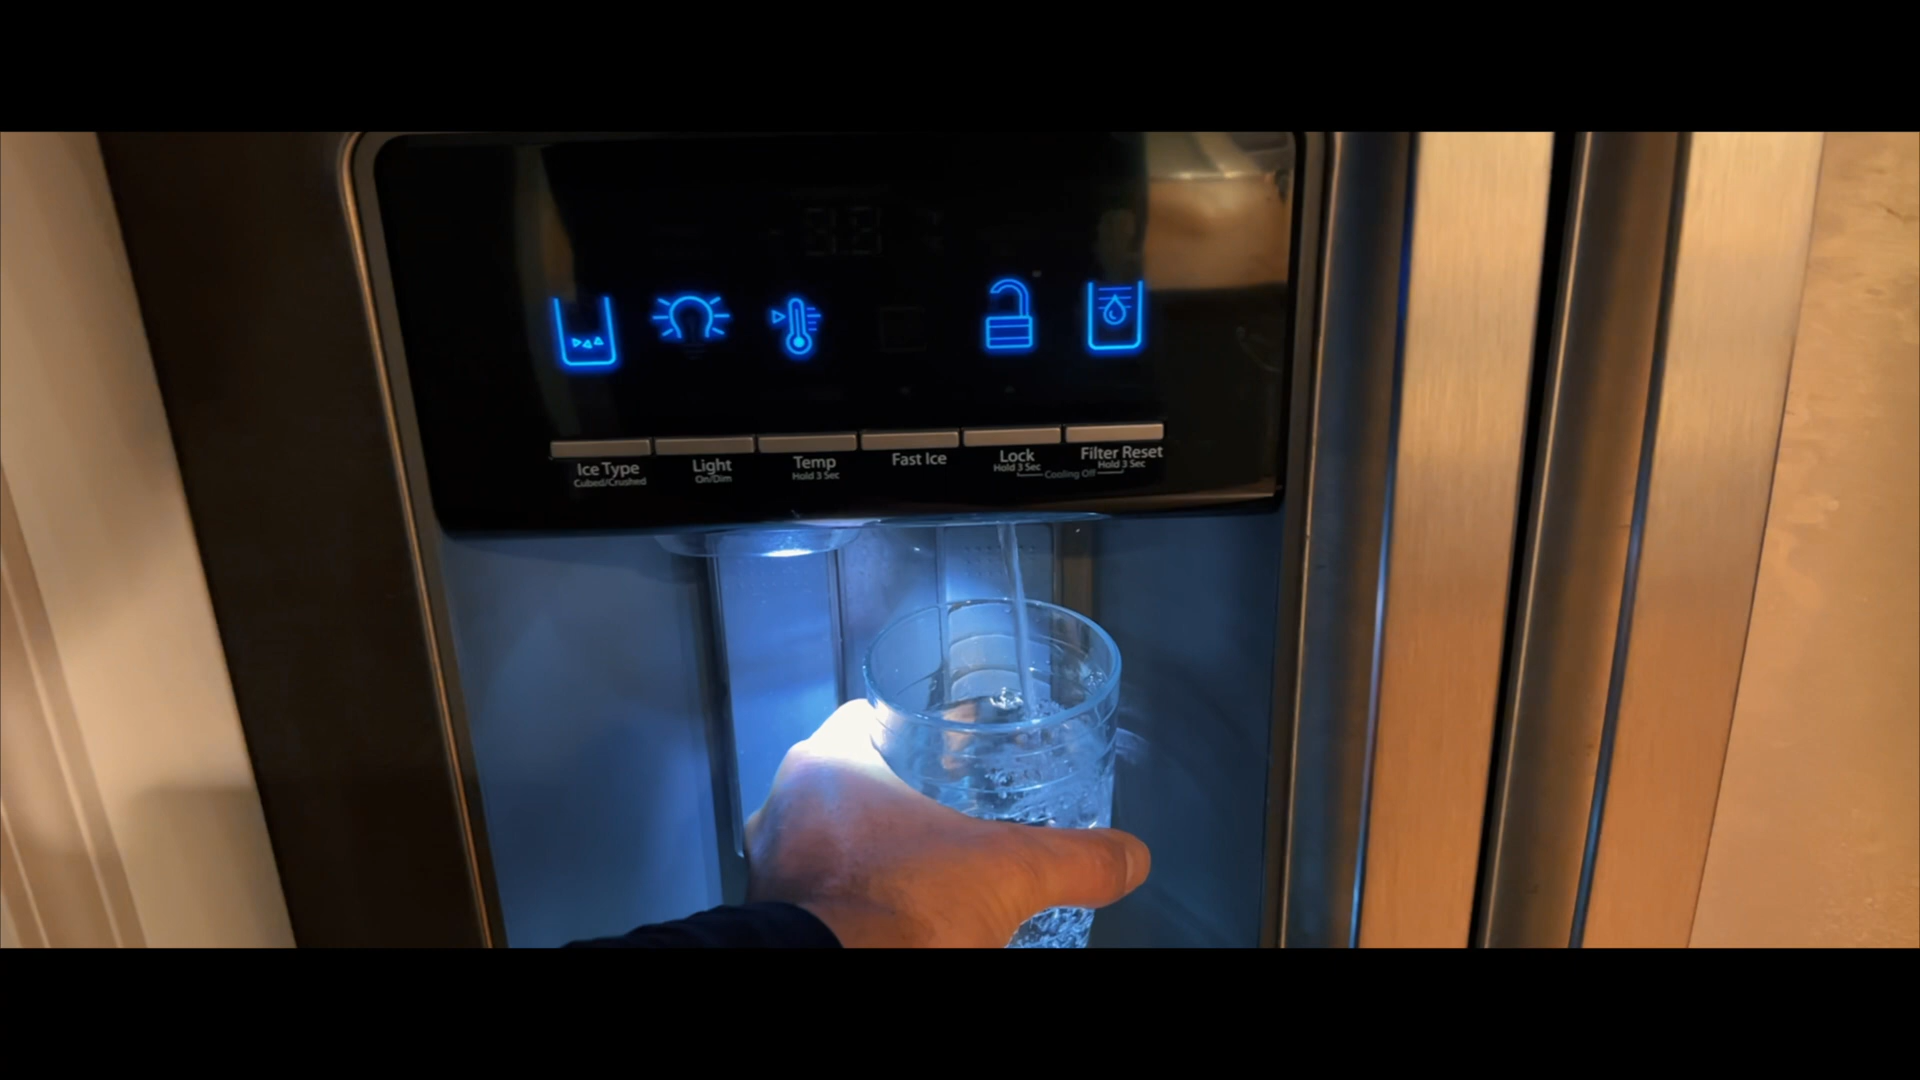 Ice Type
Cubed/Crushed
Light
On/Dim
Temp
Hold 3 Sec
Fast Ice
Lock
Hold 3 Sec
Filter Reset
Hold 3 Sec
Cooling Off